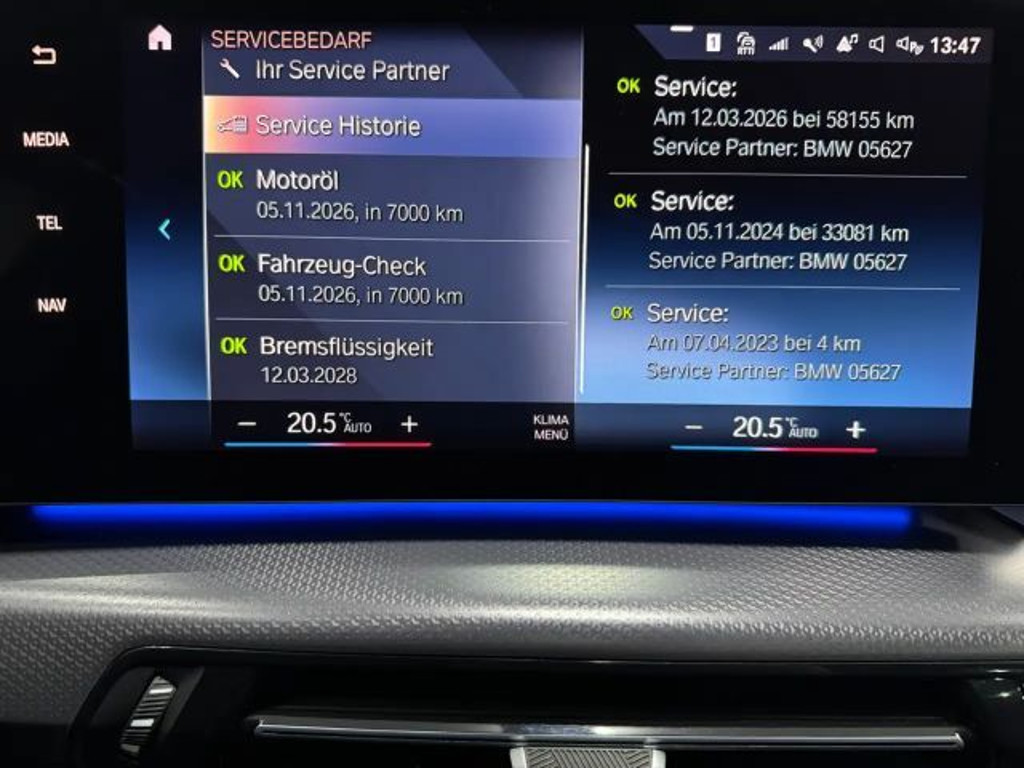 MEDIA
TEL
NAV
SERVICEBEDARF
Ihr Service Partner
Service Historie
OK Motoröl
05.11.2026, in 7000 km
OK Fahrzeug-Check
05.11.2026, in 7000 km
OK Bremsflüssigkeit
12.03.2028
1 RTTI 13:47
OK Service:
Am 12.03.2026 bei 58155 km
Service Partner: BMW 05627
OK Service:
Am 05.11.2024 bei 33081 km
Service Partner: BMW 05627
OK Service:
Am 07.04.2023 bei 4 km
Service Partner: BMW 05627
− 20.5 °C AUTO +
KLIMA
MENÜ
− 20.5 °C AUTO +